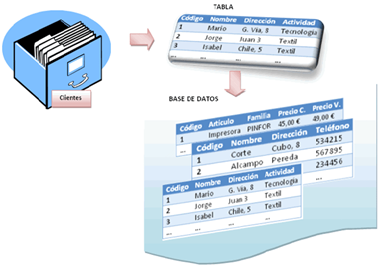 TABLA
Código Nombre Dirección Actividad
1 Mario G. Vía, 8 Tecnología
2 Jorge Juan 3 Textil
3 Isabel Chile, 5 Textil
... ... ... ...
Clientes
BASE DE DATOS
Código Articulo Familia Precio C. Precio V.
1 Impresora PINFOR 45,00 € 49,00 €
Código Nombre Dirección Teléfono
1 Corte Cubo, 8 534215
2 Alcampo Pereda 567895
3 234456
... ... ... ...
Código Nombre Dirección Actividad
1 Mario G. Vía, 8 Tecnología
2 Jorge Juan 3 Textil
3 Isabel Chile, 5 Textil
... ... ... ...